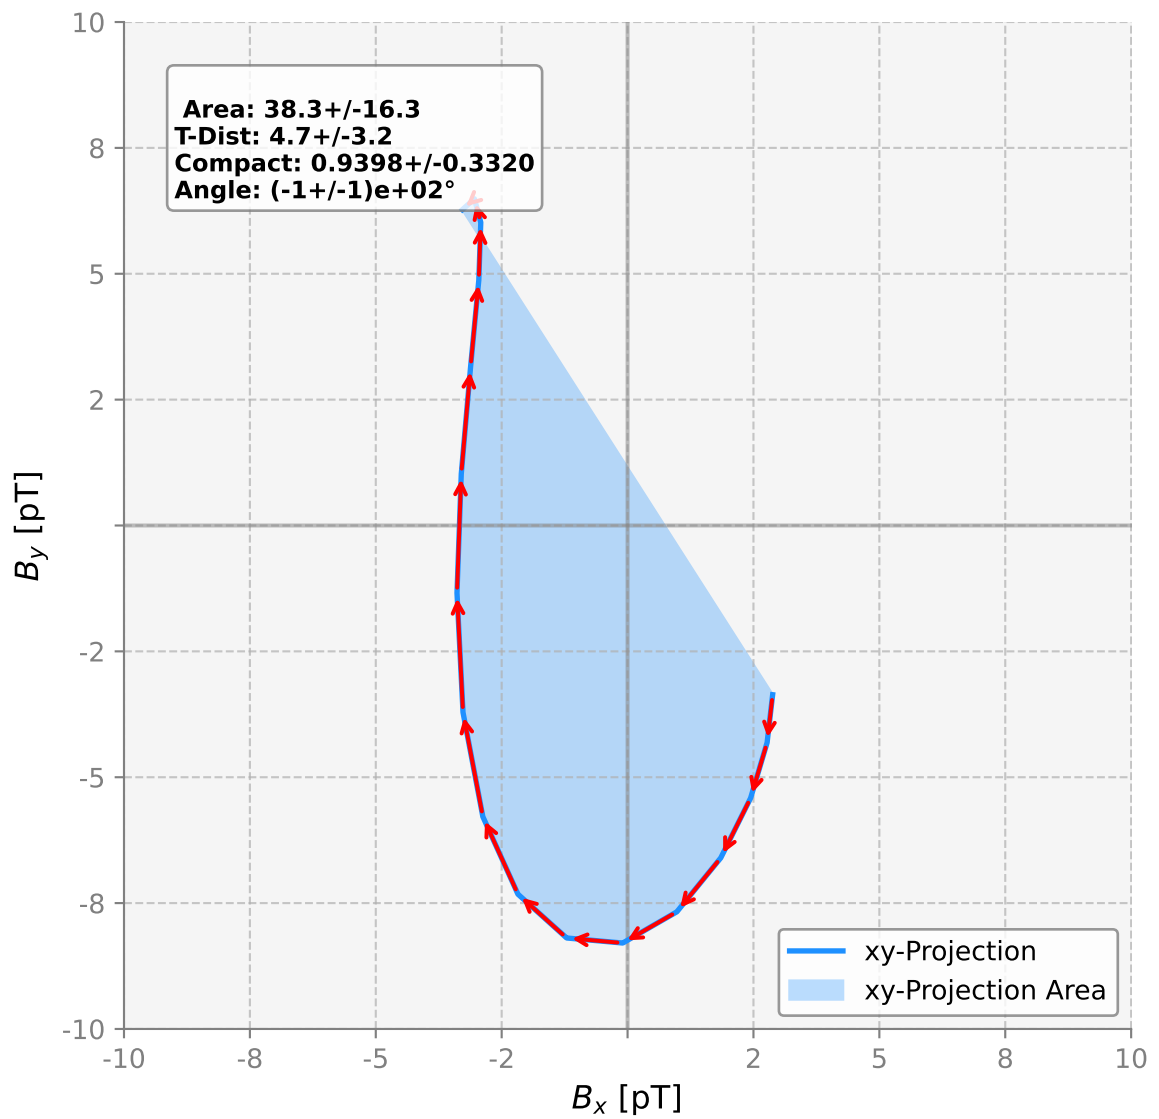 10
8
5
2
-2
-5
-8
-10
Area: 38.3+/-16.3
T-Dist: 4.7+/-3.2
Compact: 0.9398+/-0.3320
Angle: (-1+/-1)e+02°
B_y [pT]
xy-Projection
xy-Projection Area
-10 -8 -5 -2 2 5 8 10
B_x [pT]